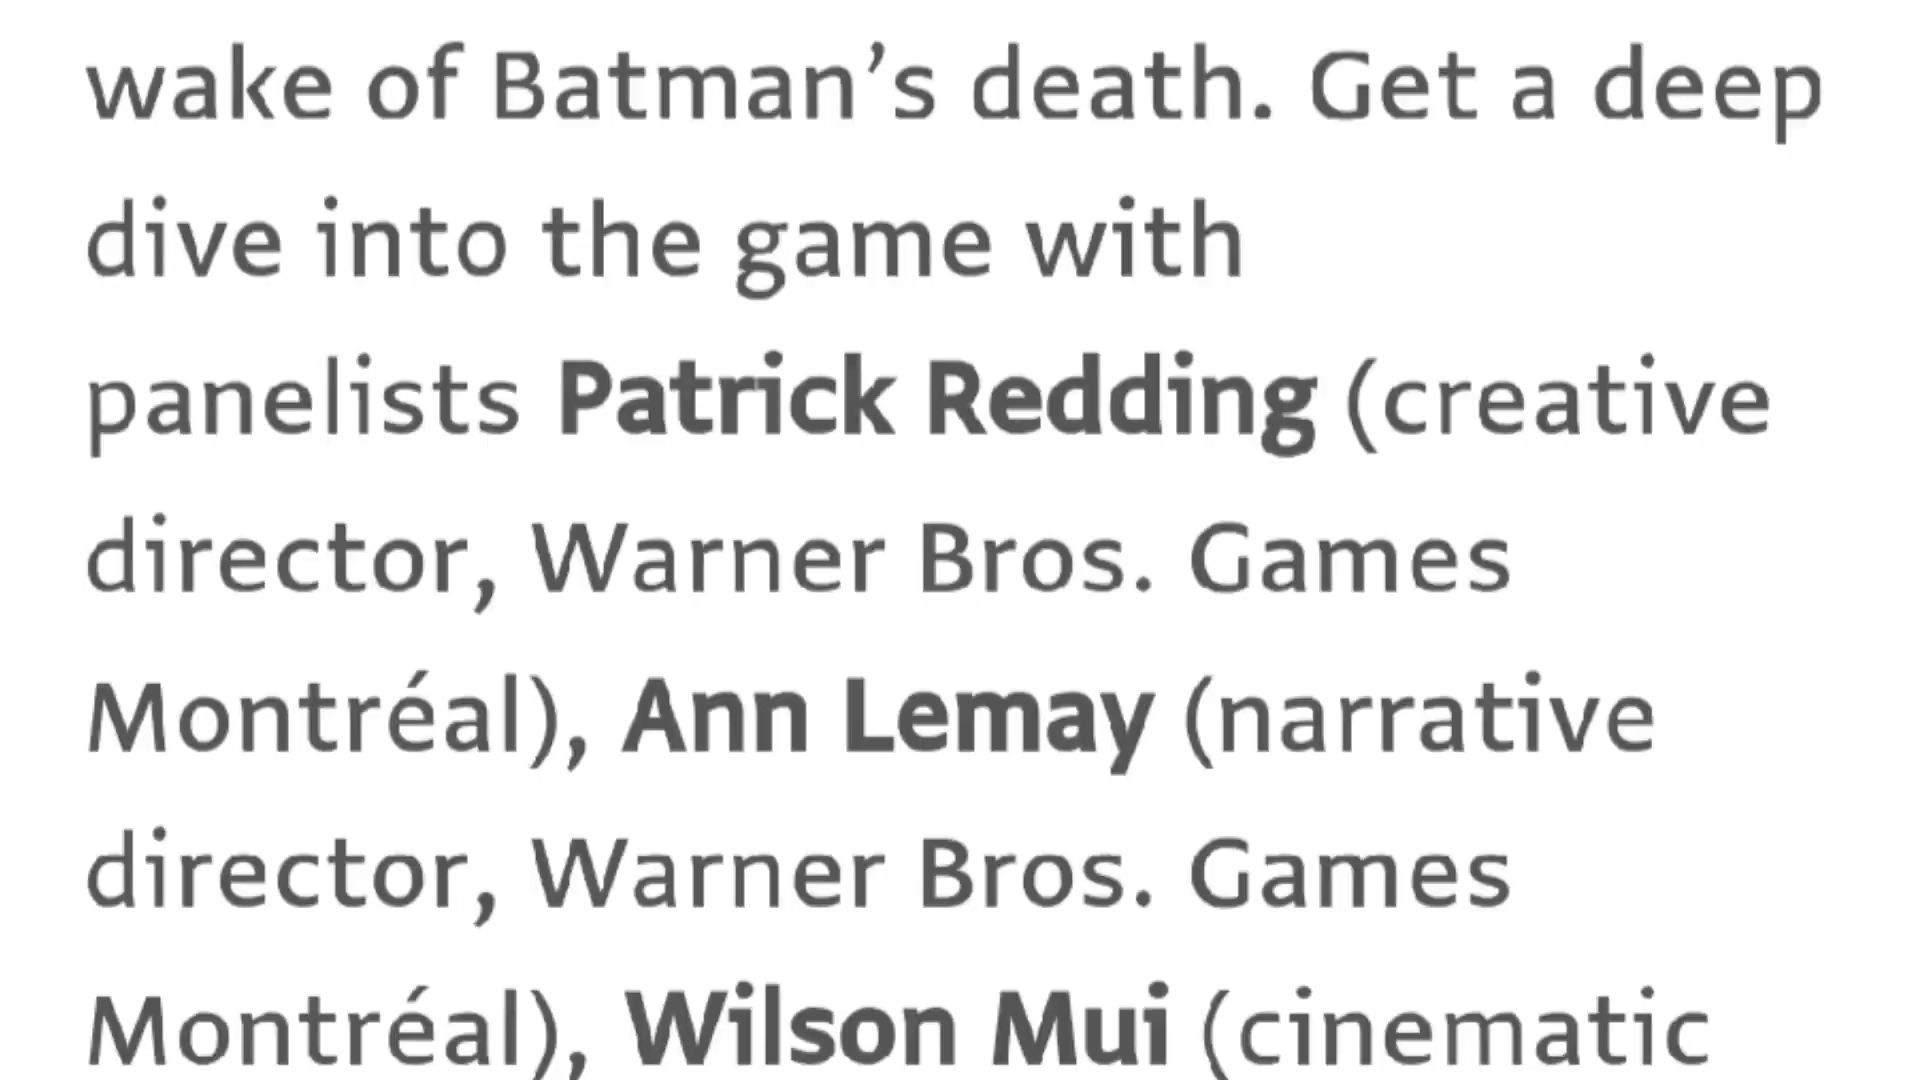 wake of Batman’s death. Get a deep
dive into the game with
panelists Patrick Redding (creative
director, Warner Bros. Games
Montréal), Ann Lemay (narrative
director, Warner Bros. Games
Montréal), Wilson Mui (cinematic